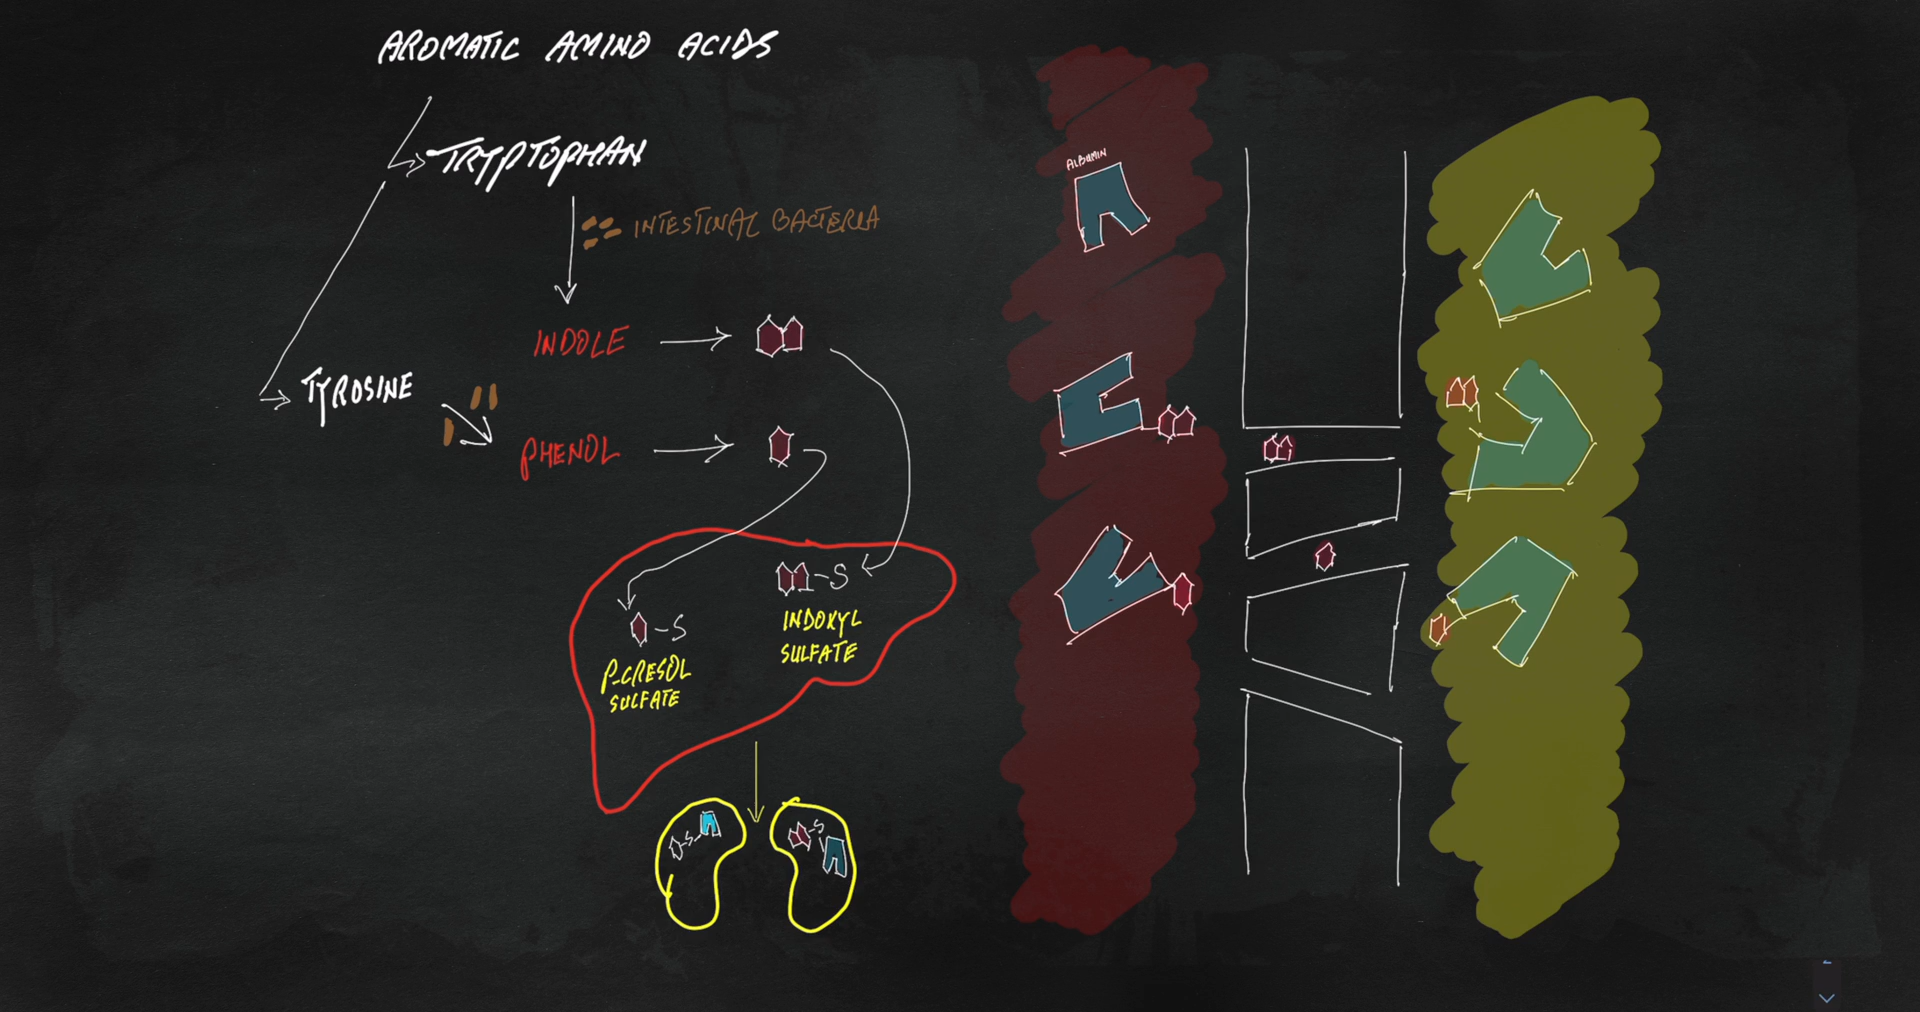 AROMATIC AMINO ACIDS
TRYPTOPHAN
INTESTINAL BACTERIA
INDOLE
TYROSINE
PHENOL
-S
INDOXYL
SULFATE
-S
P-CRESOL
SULFATE
-S-
-S
ALBUMIN